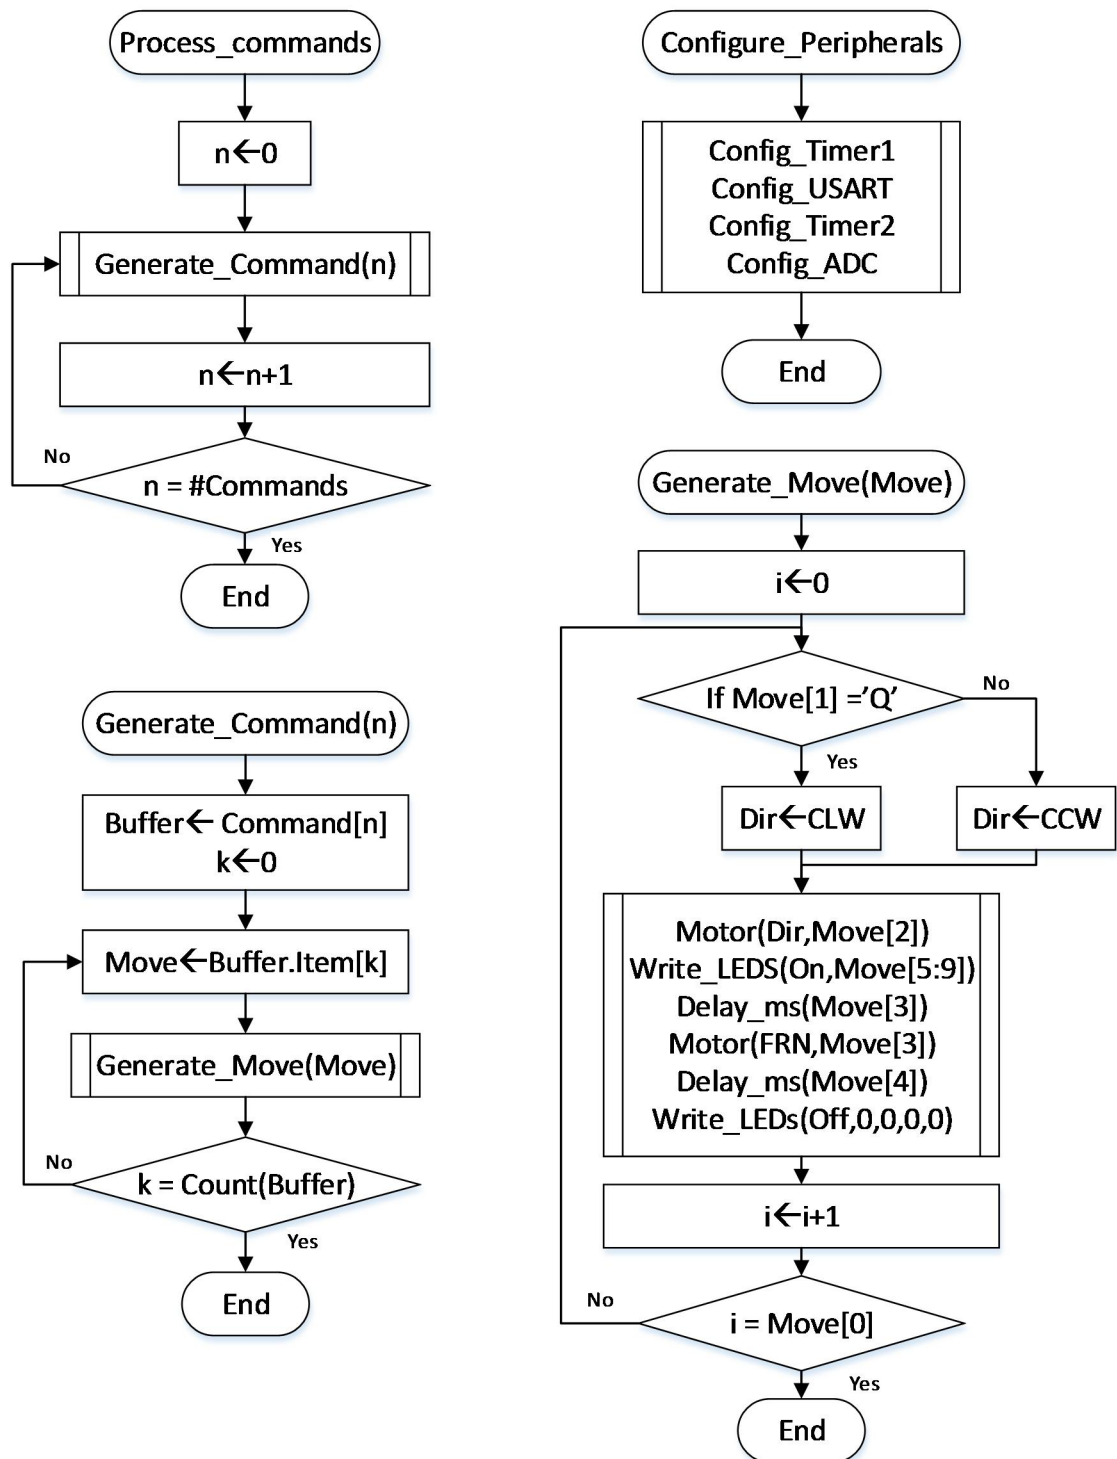 Process_commands
n←0
Generate_Command(n)
n←n+1
No
n = #Commands
Yes
End
Generate_Command(n)
Buffer← Command[n]
k←0
Move←Buffer.Item[k]
Generate_Move(Move)
No
k = Count(Buffer)
Yes
End
Configure_Peripherals
Config_Timer1
Config_USART
Config_Timer2
Config_ADC
End
Generate_Move(Move)
i←0
If Move[1] =’Q’
No
Yes
Dir←CLW
Dir←CCW
Motor(Dir,Move[2])
Write_LEDS(On,Move[5:9])
Delay_ms(Move[3])
Motor(FRN,Move[3])
Delay_ms(Move[4])
Write_LEDs(Off,0,0,0,0)
i←i+1
No
i = Move[0]
Yes
End